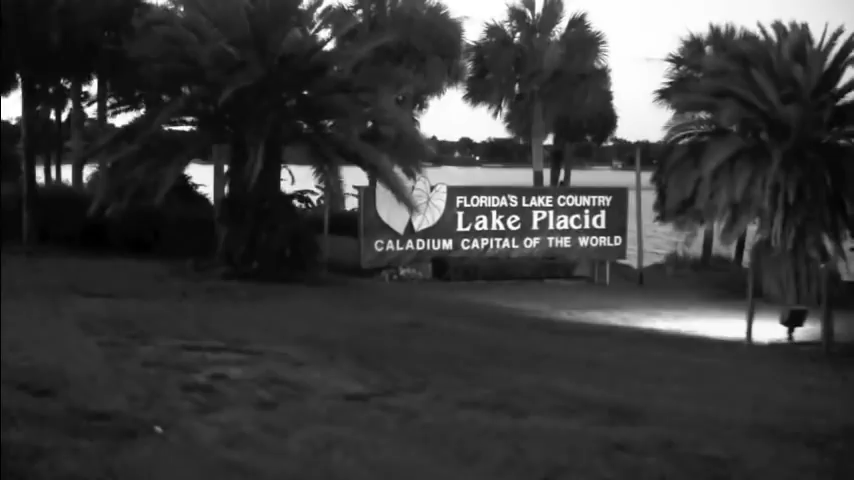 FLORIDA'S LAKE COUNTRY
Lake Placid
CALADIUM CAPITAL OF THE WORLD